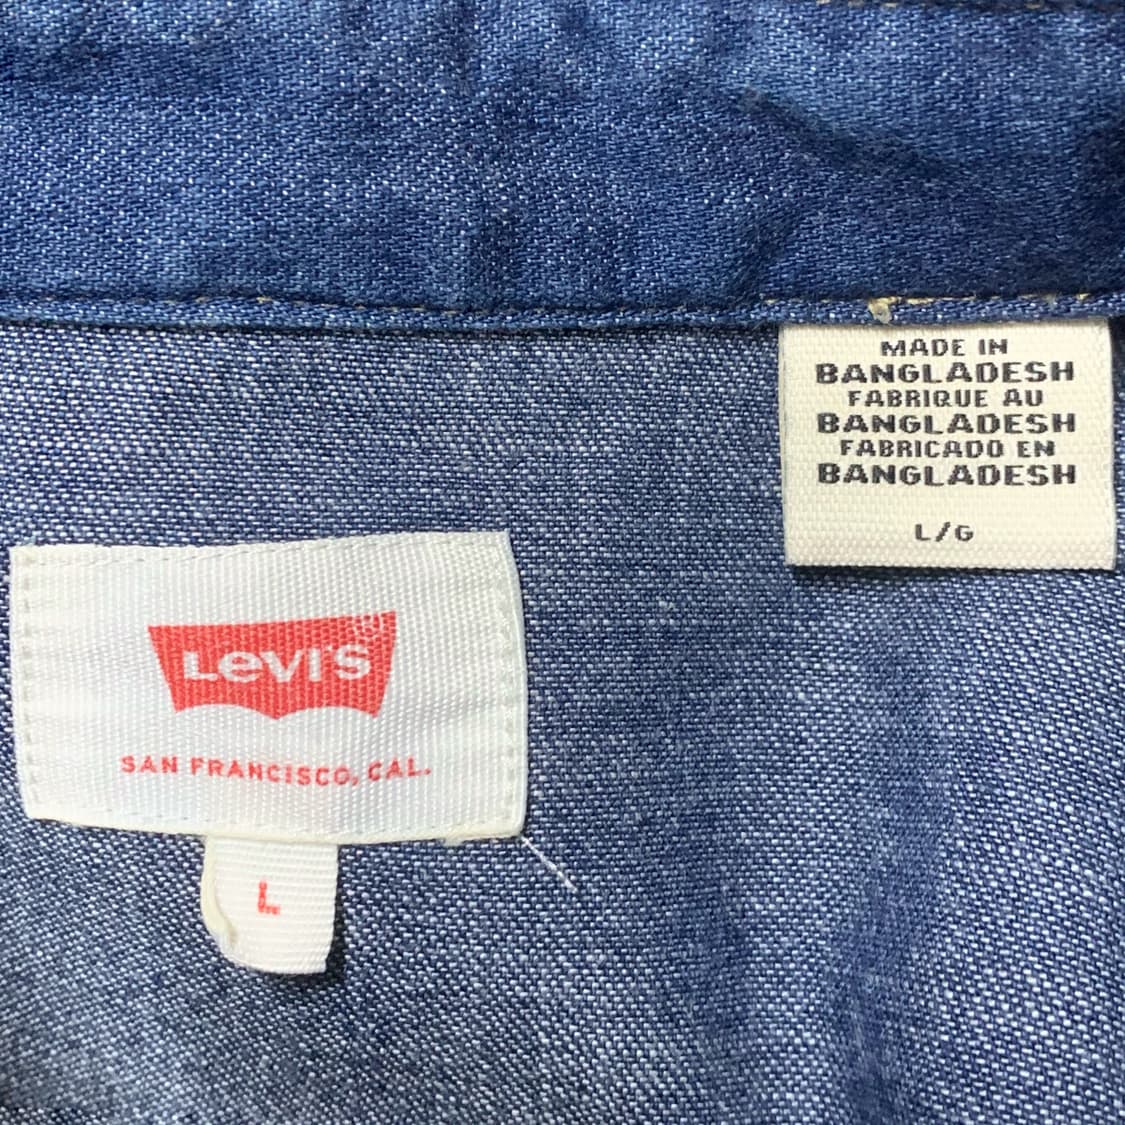 MADE IN
BANGLADESH
FABRIQUE AU
BANGLADESH
FABRICADO EN
BANGLADESH
L/G
Levi's®
SAN FRANCISCO, CAL.
L